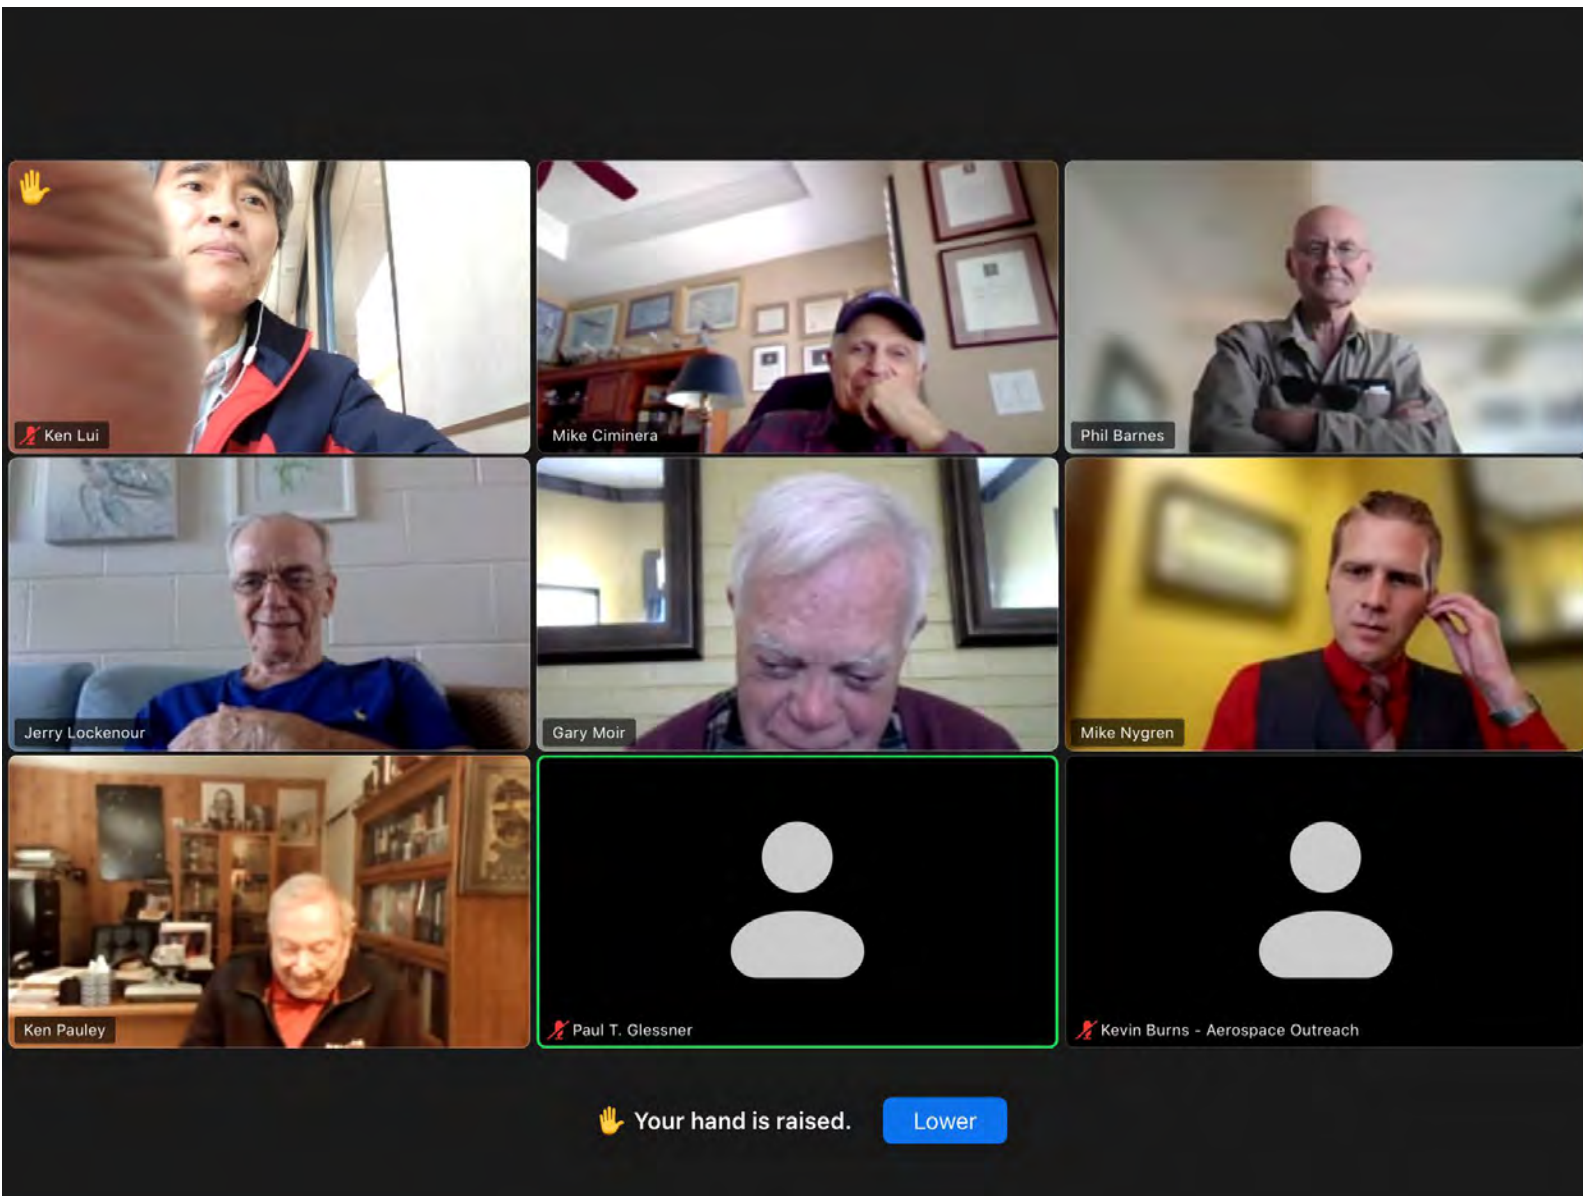 Ken Lui
Mike Ciminera
Phil Barnes
Jerry Lockenour
Gary Moir
Mike Nygren
Ken Pauley
Paul T. Glessner
Kevin Burns - Aerospace Outreach
Your hand is raised.
Lower